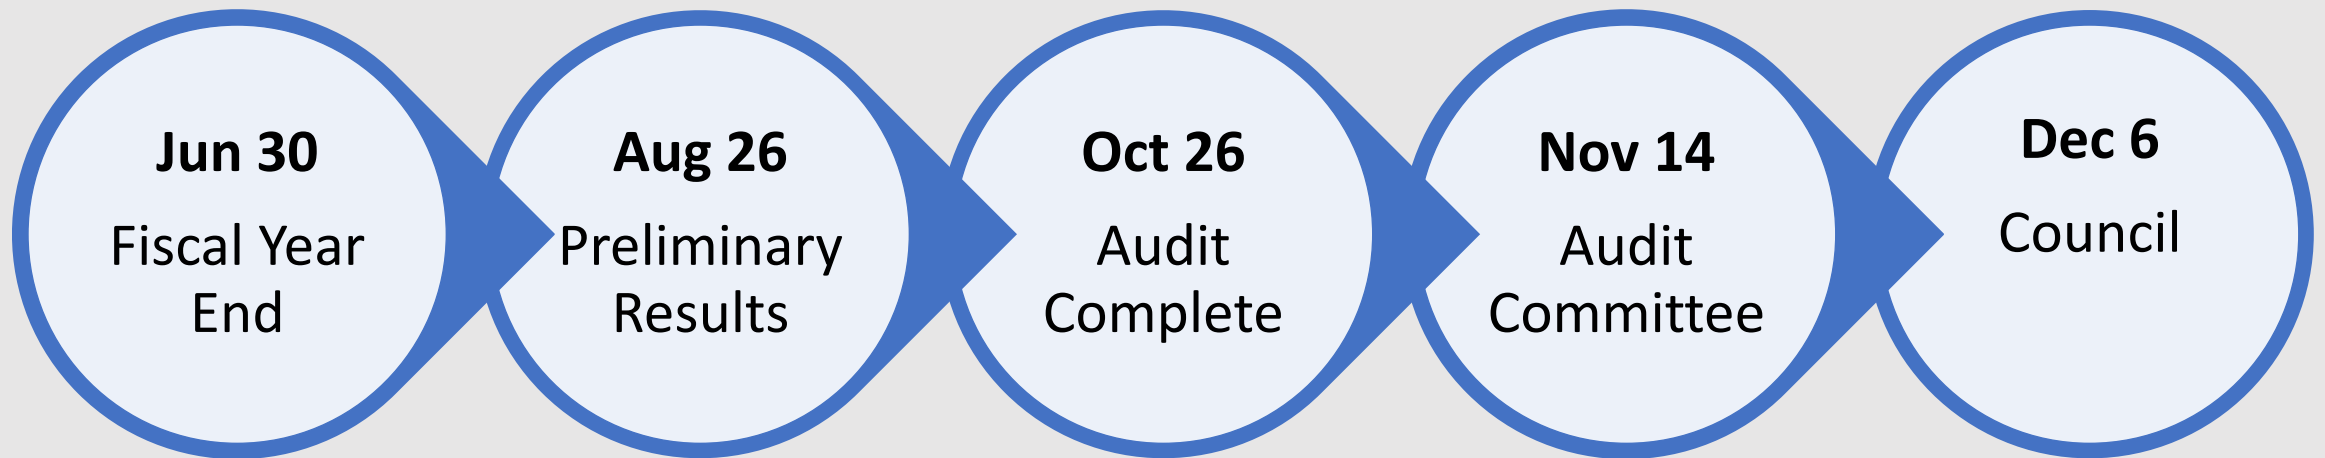 Jun 30
Fiscal Year
End
Aug 26
Preliminary
Results
Oct 26
Audit
Complete
Nov 14
Audit
Committee
Dec 6
Council